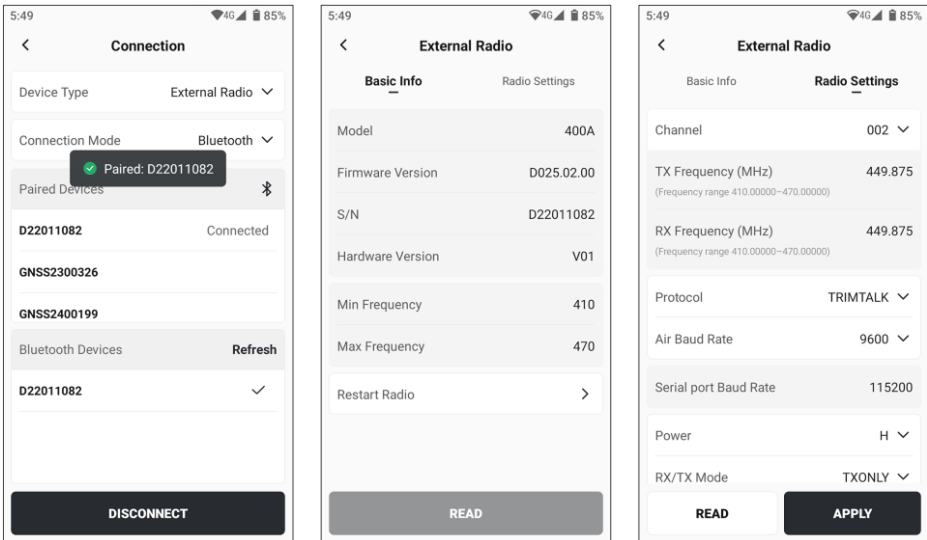 5:49 4G 85%
Connection
Device Type External Radio
Connection Mode Bluetooth
Paired: D22011082
Paired Devices
D22011082 Connected
GNSS2300326
GNSS2400199
Bluetooth Devices Refresh
D22011082
DISCONNECT
5:49 4G 85%
External Radio
Basic Info Radio Settings
Model 400A
Firmware Version D025.02.00
S/N D22011082
Hardware Version V01
Min Frequency 410
Max Frequency 470
Restart Radio
READ
5:49 4G 85%
External Radio
Basic Info Radio Settings
Channel 002
TX Frequency (MHz) 449.875
(Frequency range 410.00000~470.00000)
RX Frequency (MHz) 449.875
(Frequency range 410.00000~470.00000)
Protocol TRIMTALK
Air Baud Rate 9600
Serial port Baud Rate 115200
Power H
RX/TX Mode TXONLY
READ APPLY